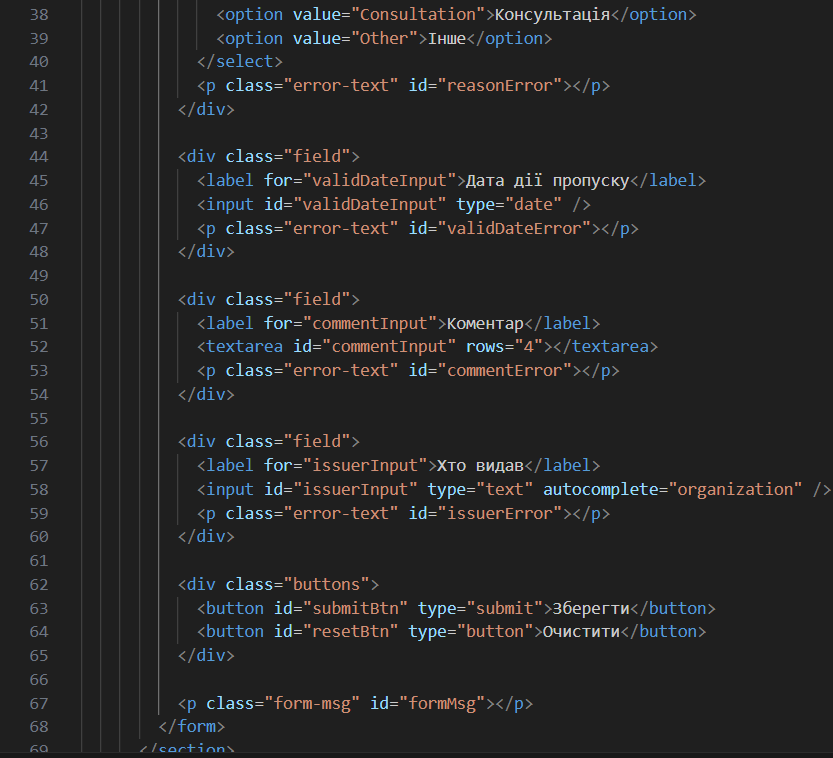 38 <option value="Consultation">Консультація</option>
39 <option value="Other">Інше</option>
40 </select>
41 <p class="error-text" id="reasonError"></p>
42 </div>
43
44 <div class="field">
45 <label for="validDateInput">Дата дії пропуску</label>
46 <input id="validDateInput" type="date" />
47 <p class="error-text" id="validDateError"></p>
48 </div>
49
50 <div class="field">
51 <label for="commentInput">Коментар</label>
52 <textarea id="commentInput" rows="4"></textarea>
53 <p class="error-text" id="commentError"></p>
54 </div>
55
56 <div class="field">
57 <label for="issuerInput">Хто видав</label>
58 <input id="issuerInput" type="text" autocomplete="organization" />
59 <p class="error-text" id="issuerError"></p>
60 </div>
61
62 <div class="buttons">
63 <button id="submitBtn" type="submit">Зберегти</button>
64 <button id="resetBtn" type="button">Очистити</button>
65 </div>
66
67 <p class="form-msg" id="formMsg"></p>
68 </form>
69 </section>